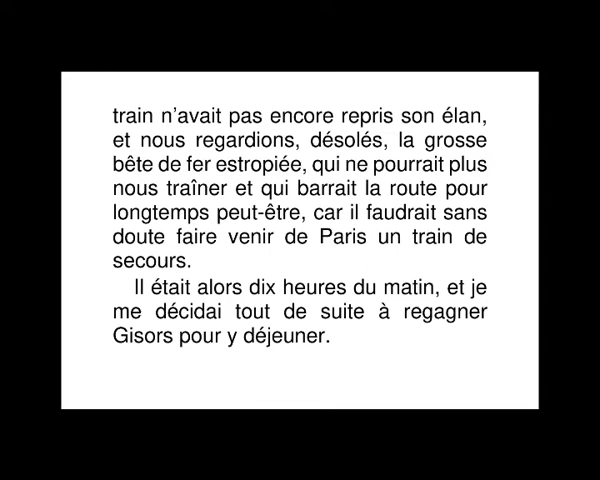 train n'avait pas encore repris son élan,
et nous regardions, désolés, la grosse
bête de fer estropiée, qui ne pourrait plus
nous traîner et qui barrait la route pour
longtemps peut-être, car il faudrait sans
doute faire venir de Paris un train de
secours.
Il était alors dix heures du matin, et je
me décidai tout de suite à regagner
Gisors pour y déjeuner.